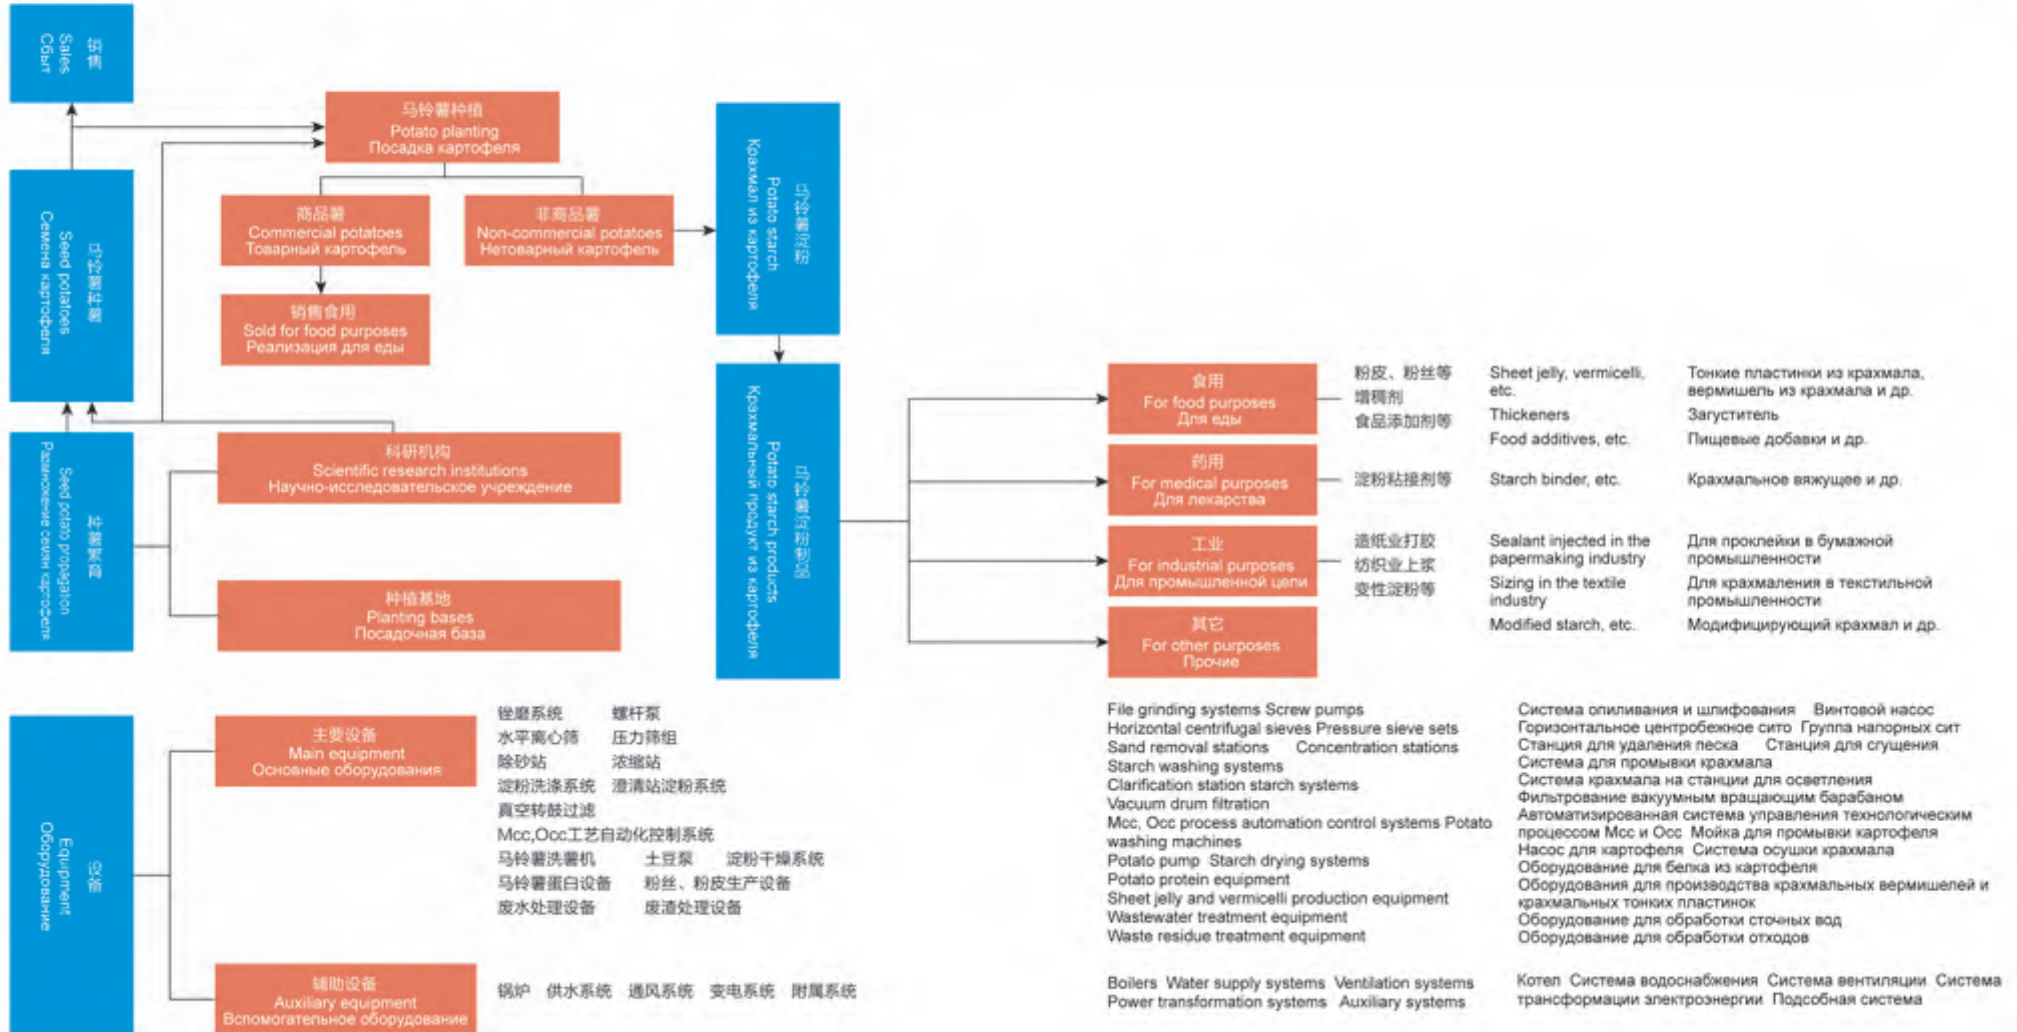 销售
Sales
Сбыт
马铃薯种植
Potato planting
Посадка картофеля
马铃薯种薯
Seed potatoes
Семена картофеля
商品薯
Commercial potatoes
Товарный картофель
非商品薯
Non-commercial potatoes
Нетоварный картофель
销售食用
Sold for food purposes
Реализация для еды
马铃薯淀粉
Potato starch
Крахмал из картофеля
种薯繁育
Seed potato propagation
Размножение семян картофеля
科研机构
Scientific research institutions
Научно-исследовательское учреждение
种植基地
Planting bases
Посадочная база
马铃薯淀粉制品
Potato starch products
Крахмальный продукт из картофеля
食用
For food purposes
Для еды
粉皮、粉丝等
增稠剂
食品添加剂等
Sheet jelly, vermicelli,
etc.
Thickeners
Food additives, etc.
Тонкие пластинки из крахмала,
вермишель из крахмала и др.
Загуститель
Пищевые добавки и др.
药用
For medical purposes
Для лекарства
淀粉粘接剂等
Starch binder, etc.
Крахмальное вяжущее и др.
工业
For industrial purposes
Для промышленной цели
造纸业打胶
纺织业上浆
变性淀粉等
Sealant injected in the
papermaking industry
Sizing in the textile
industry
Modified starch, etc.
Для проклейки в бумажной
промышленности
Для крахмаления в текстильной
промышленности
Модифицирующий крахмал и др.
其它
For other purposes
Прочие
设备
Equipment
Оборудование
主要设备
Main equipment
Основные оборудования
锉磨系统 螺杆泵
水平离心筛 压力筛组
除砂站 浓缩站
淀粉洗涤系统 澄清站淀粉系统
真空转鼓过滤
Mcc,Occ工艺自动化控制系统
马铃薯洗薯机 土豆泵 淀粉干燥系统
马铃薯蛋白设备 粉丝、粉皮生产设备
废水处理设备 废渣处理设备
File grinding systems Screw pumps
Horizontal centrifugal sieves Pressure sieve sets
Sand removal stations Concentration stations
Starch washing systems
Clarification station starch systems
Vacuum drum filtration
Mcc, Occ process automation control systems Potato
washing machines
Potato pump Starch drying systems
Potato protein equipment
Sheet jelly and vermicelli production equipment
Wastewater treatment equipment
Waste residue treatment equipment
Система опиливания и шлифования Винтовой насос
Горизонтальное центробежное сито Группа напорных сит
Станция для удаления песка Станция для сгущения
Система для промывки крахмала
Система крахмала на станции для осветления
Фильтрование вакуумным вращающим барабаном
Автоматизированная система управления технологическим
процессом Мсс и Осс Мойка для промывки картофеля
Насос для картофеля Система осушки крахмала
Оборудование для белка из картофеля
Оборудования для производства крахмальных вермишелей и
крахмальных тонких пластинок
Оборудование для обработки сточных вод
Оборудование для обработки отходов
辅助设备
Auxiliary equipment
Вспомогательное оборудование
锅炉 供水系统 通风系统 变电系统 附属系统
Boilers Water supply systems Ventilation systems
Power transformation systems Auxiliary systems
Котел Система водоснабжения Система вентиляции Система
трансформации электроэнергии Подсобная система